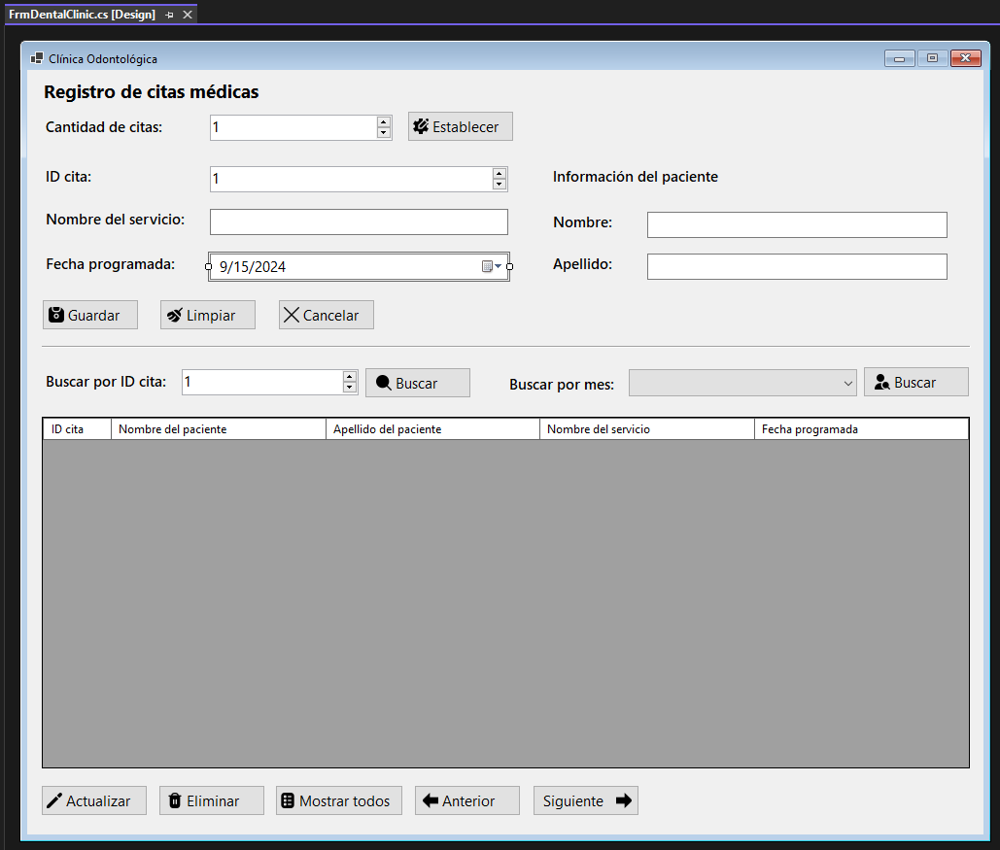 FrmDentalClinic.cs [Design]
Clínica Odontológica
Registro de citas médicas
Cantidad de citas: 1 Establecer
ID cita: 1 Información del paciente
Nombre del servicio: Nombre:
Fecha programada: 9/15/2024 Apellido:
Guardar Limpiar Cancelar
Buscar por ID cita: 1 Buscar Buscar por mes: Buscar
ID cita Nombre del paciente Apellido del paciente Nombre del servicio Fecha programada
Actualizar Eliminar Mostrar todos Anterior Siguiente